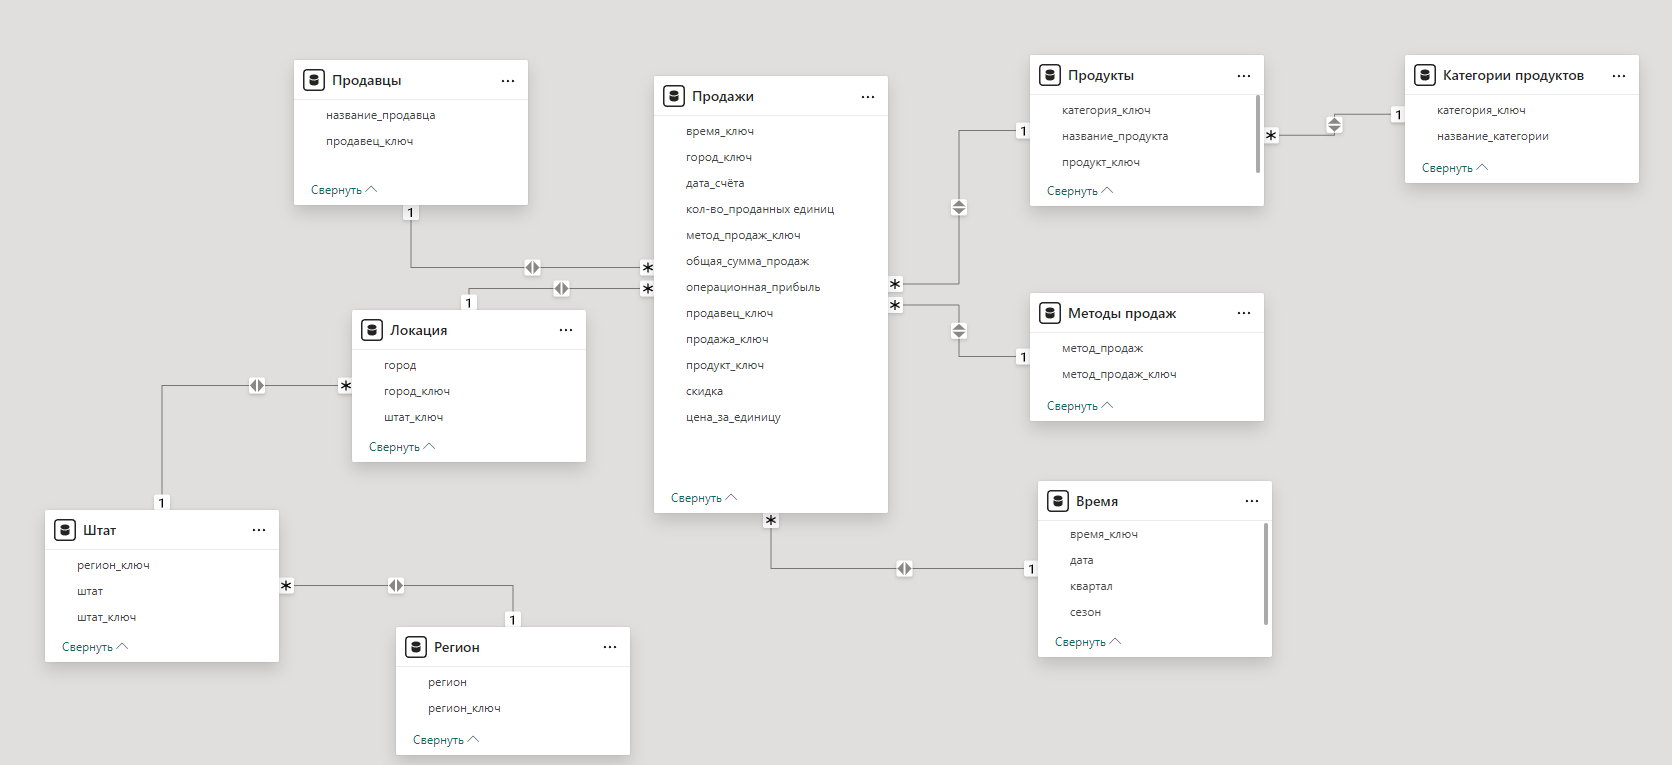 Продавцы
название_продавца
продавец_ключ
Свернуть
1
*
Продажи
время_ключ
город_ключ
дата_счёта
кол-во_проданных единиц
метод_продаж_ключ
общая_сумма_продаж
операционная_прибыль
продавец_ключ
продажа_ключ
продукт_ключ
скидка
цена_за_единицу
Свернуть
*
*
*
Продукты
категория_ключ
название_продукта
продукт_ключ
Свернуть
1
*
Категории продуктов
категория_ключ
название_категории
Свернуть
1
Методы продаж
метод_продаж
метод_продаж_ключ
Свернуть
1
Локация
город
город_ключ
штат_ключ
Свернуть
1
*
*
Время
время_ключ
дата
квартал
сезон
Свернуть
1
Штат
регион_ключ
штат
штат_ключ
Свернуть
1
*
Регион
регион
регион_ключ
Свернуть
1